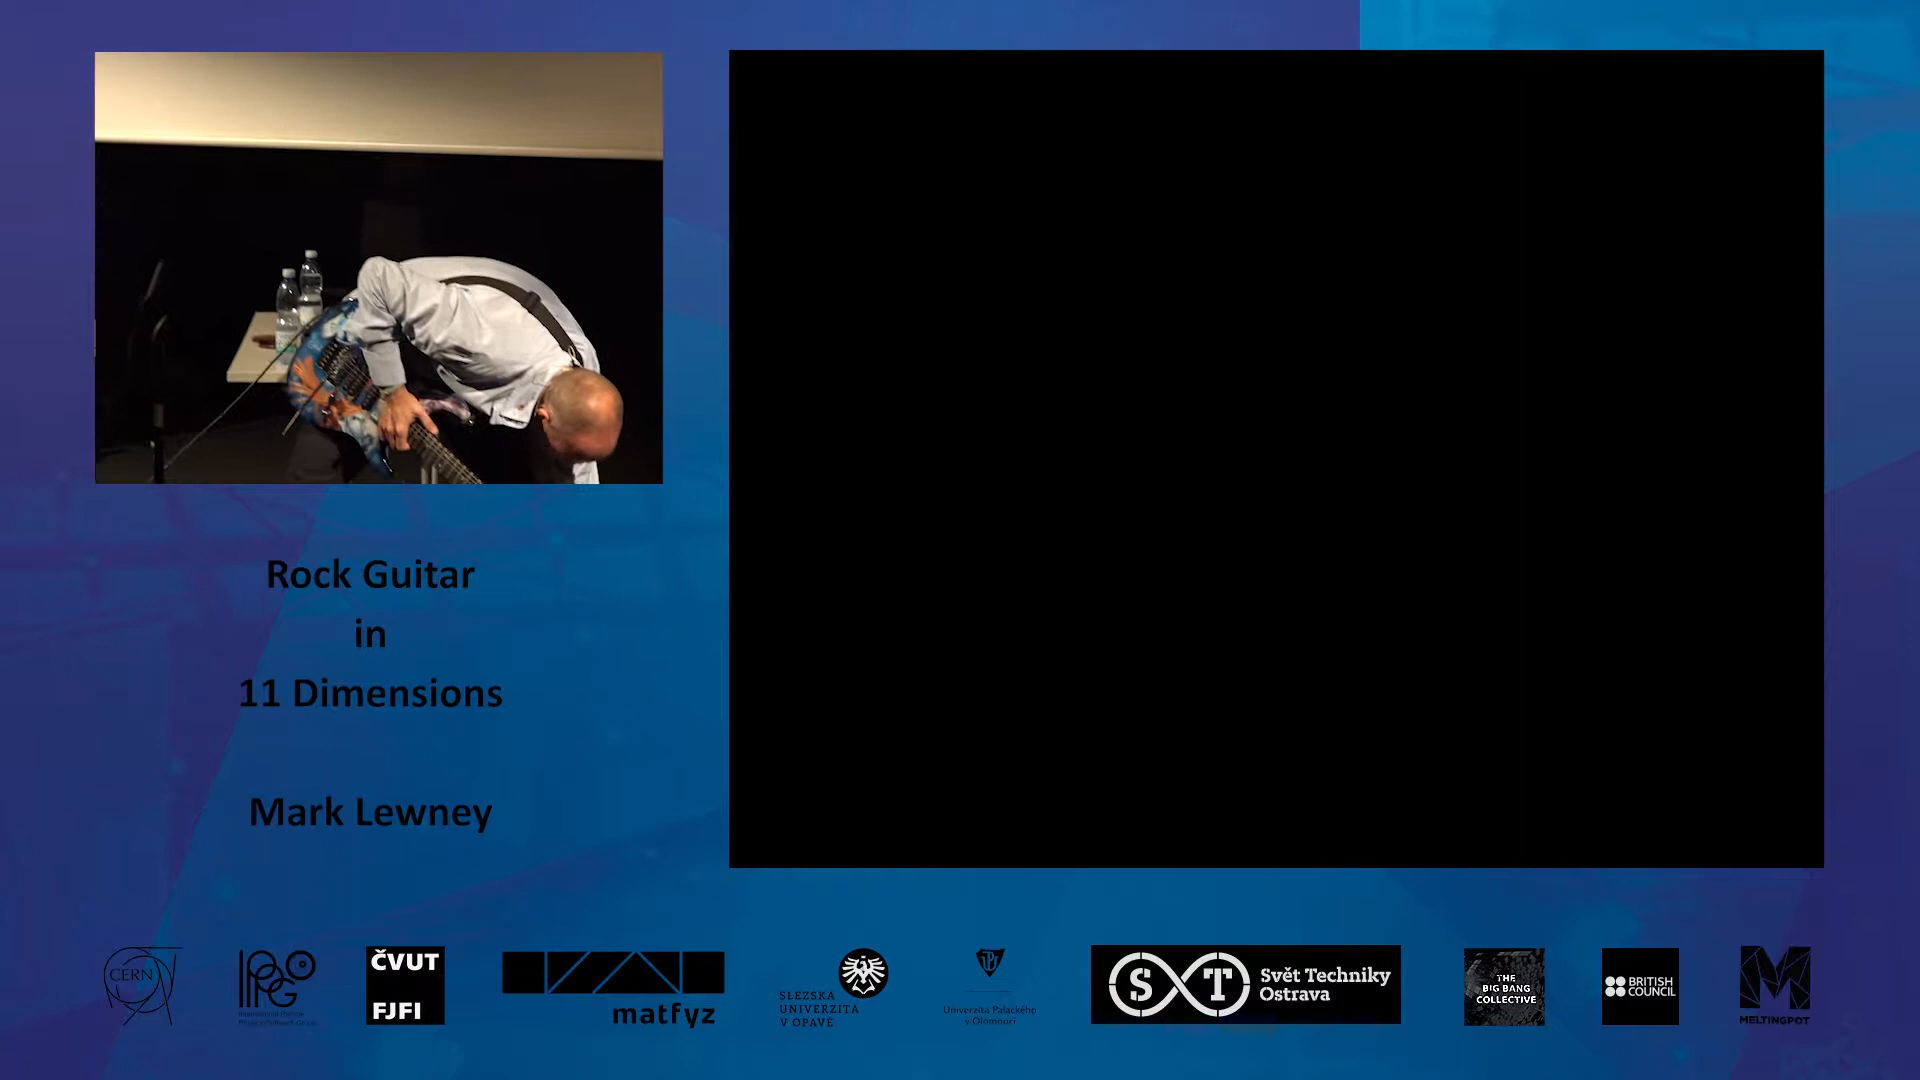 Rock Guitar
in
11 Dimensions
Mark Lewney
CERN
IPPOG
ČVUT
FJFI
matfyz
SLEZSKÁ
UNIVERZITA
V OPAVĚ
Univerzita Palackého
v Olomouci
S T
Svět Techniky
Ostrava
THE
BIG BANG
COLLECTIVE
BRITISH
COUNCIL
MELTINGPOT